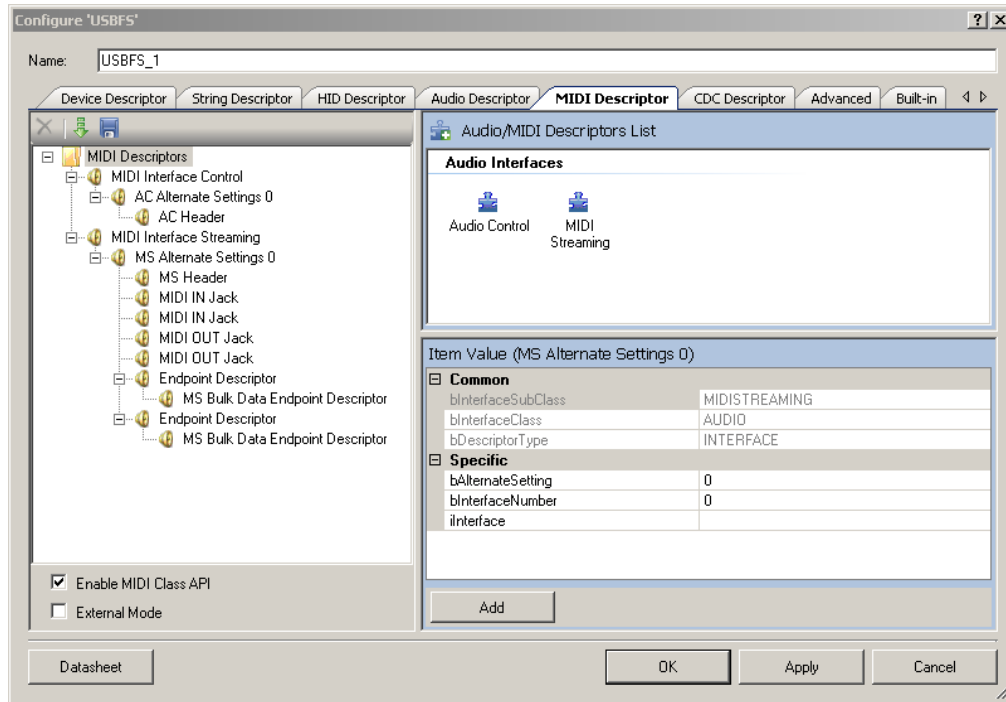 Configure 'USBFS'
Name: USBFS_1
Device Descriptor String Descriptor HID Descriptor Audio Descriptor MIDI Descriptor CDC Descriptor Advanced Built-in
MIDI Descriptors
MIDI Interface Control
AC Alternate Settings 0
AC Header
MIDI Interface Streaming
MS Alternate Settings 0
MS Header
MIDI IN Jack
MIDI IN Jack
MIDI OUT Jack
MIDI OUT Jack
Endpoint Descriptor
MS Bulk Data Endpoint Descriptor
Endpoint Descriptor
MS Bulk Data Endpoint Descriptor
Enable MIDI Class API
External Mode
Audio/MIDI Descriptors List
Audio Interfaces
Audio Control
MIDI
Streaming
Item Value (MS Alternate Settings 0)
Common
bInterfaceSubClass MIDISTREAMING
bInterfaceClass AUDIO
bDescriptorType INTERFACE
Specific
bAlternateSetting 0
bInterfaceNumber 0
iInterface
Add
Datasheet OK Apply Cancel